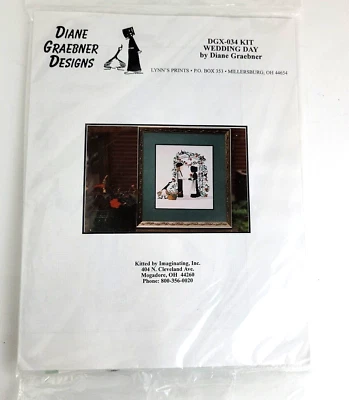 DIANE
GRAEBNER
DESIGNS
DGX-034 KIT
WEDDING DAY
by Diane Graebner
LYNN'S PRINTS • P.O. BOX 353 • MILLERSBURG, OH 44654
Kitted by Imaginating, Inc.
404 N. Cleveland Ave.
Mogadore, OH 44260
Phone: 800-356-0020